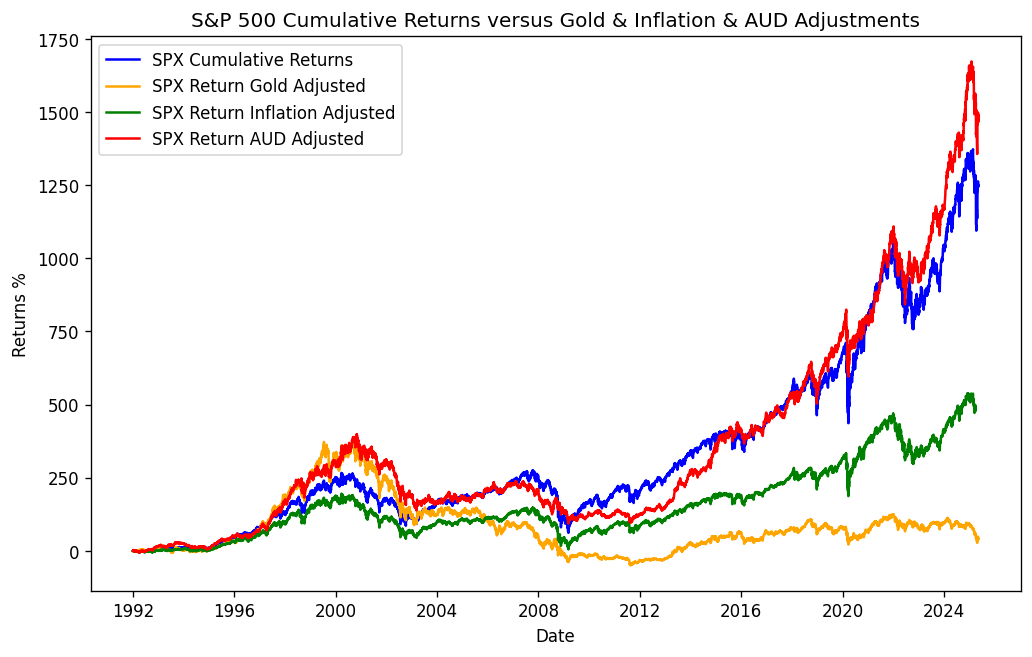 S&P 500 Cumulative Returns versus Gold & Inflation & AUD Adjustments
SPX Cumulative Returns
SPX Return Gold Adjusted
SPX Return Inflation Adjusted
SPX Return AUD Adjusted
Returns %
1750
1500
1250
1000
750
500
250
0
1992 1996 2000 2004 2008 2012 2016 2020 2024
Date